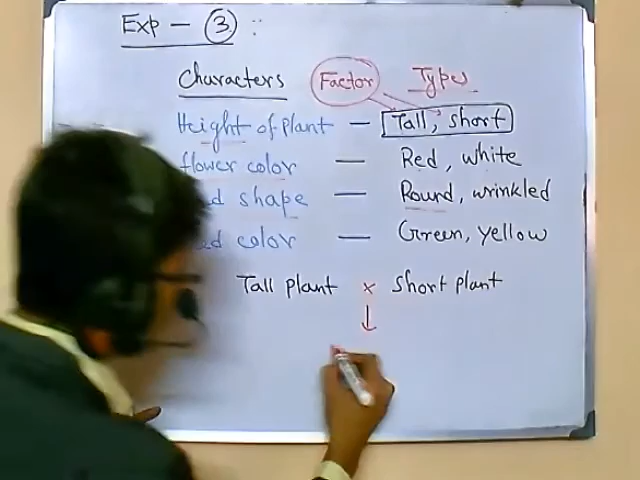 Exp - 3 ::
Characters Factor Types
Height of plant - Tall, short
flower color - Red, white
shape - Round, wrinkled
color - Green, yellow
Tall plant x short plant
↓